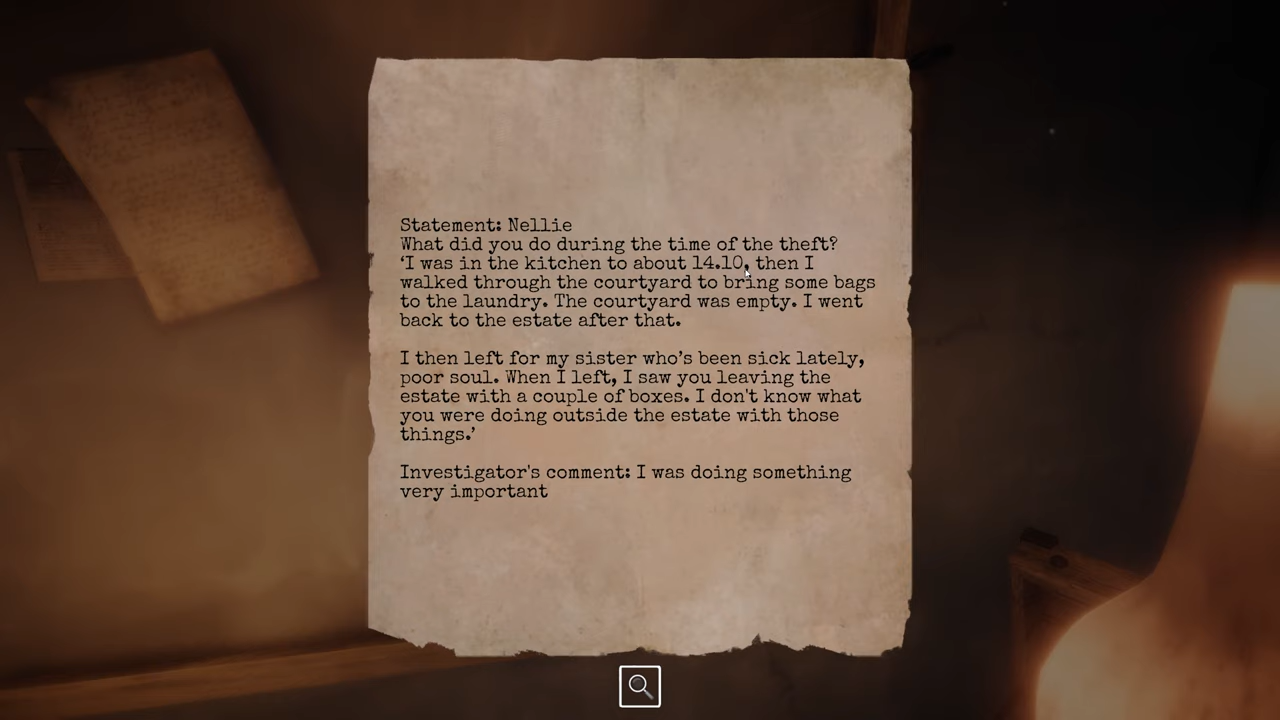 Statement: Nellie
What did you do during the time of the theft?
‘I was in the kitchen to about 14.10, then I
walked through the courtyard to bring some bags
to the laundry. The courtyard was empty. I went
back to the estate after that.
I then left for my sister who’s been sick lately,
poor soul. When I left, I saw you leaving the
estate with a couple of boxes. I don't know what
you were doing outside the estate with those
things.’
Investigator's comment: I was doing something
very important